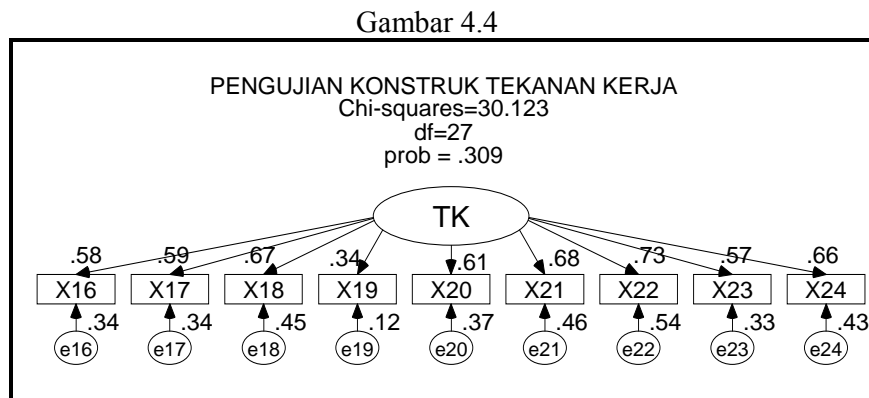 Gambar 4.4
PENGUJIAN KONSTRUK TEKANAN KERJA
Chi-squares=30.123
df=27
prob = .309
TK
.58 .59 .67 .34 .61 .68 .73 .57 .66
X16 X17 X18 X19 X20 X21 X22 X23 X24
.34 .34 .45 .12 .37 .46 .54 .33 .43
e16 e17 e18 e19 e20 e21 e22 e23 e24